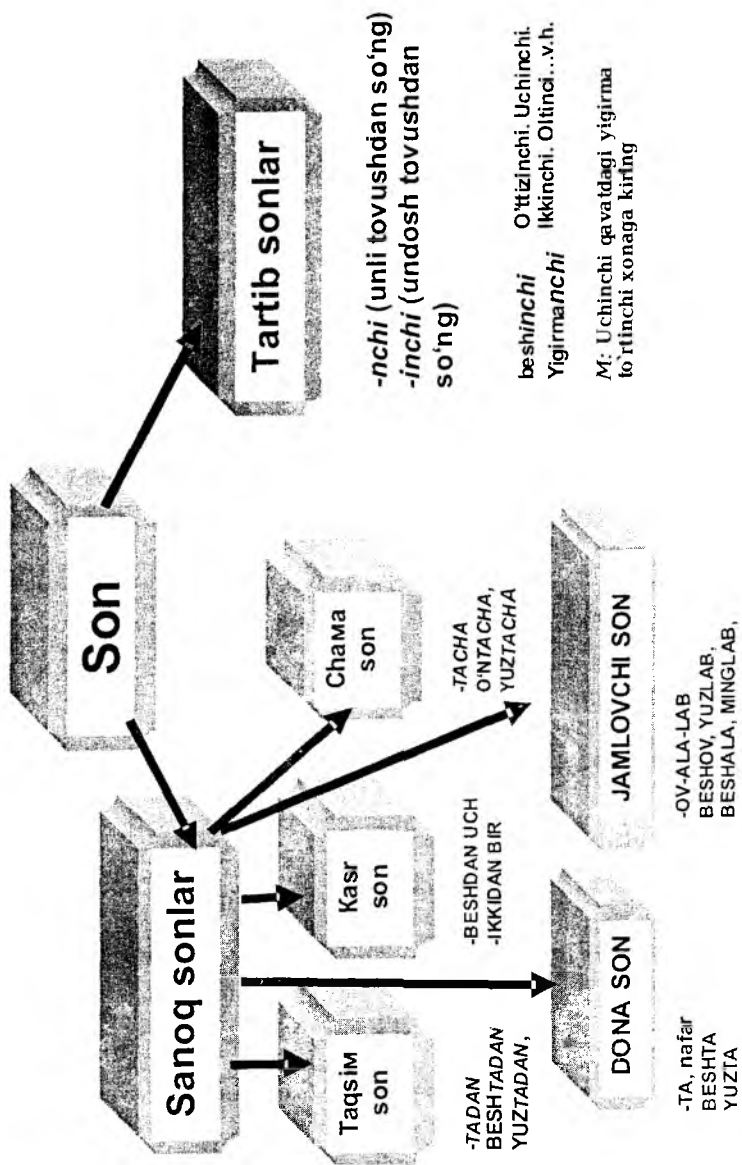 Son
Sanoq sonlar
Tartib sonlar
-nchi (unli tovushdan so'ng)
-inchi (undosh tovushdan
so'ng)
beshinchi
Yigirmanchi
O'ttizinchi. Uchinchi.
Ikkinchi. Oltinci...v.h.
M: Uchinchi qavatdagi yigirma
to'rtinchi xonaga kiring
Taqsiм
son
-TADAN
BESHTADAN
YUZTADAN,
Kasr
son
-BESHDAN UCH
-IKKIDAN BIR
Chaмa
son
-TACHA
O'NTACHA,
YUZTACHA
DONA SON
-TA, nafar
BESHTA
YUZTA
JAMLOVCHI SON
-OV-ALA-LAB
BESHOV, YUZLAB,
BESHALA, MINGLAB,